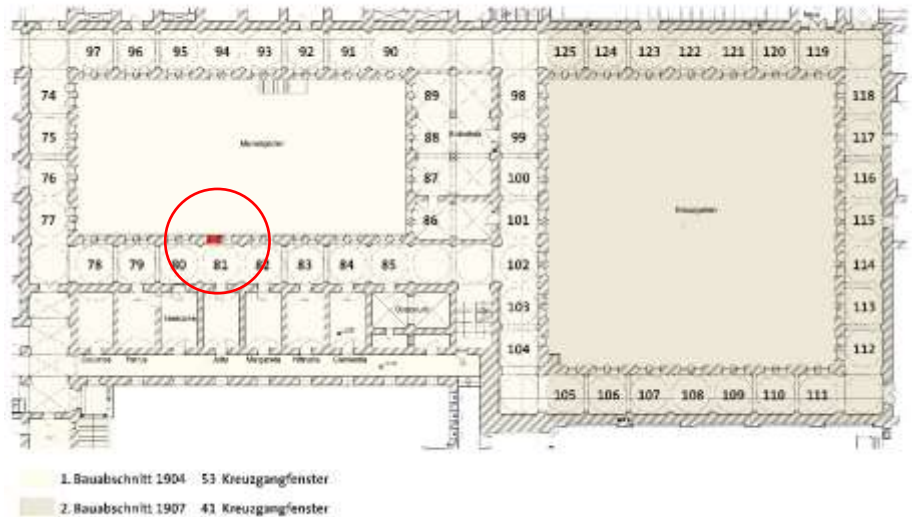 97 96 95 94 93 92 91 90 125 124 123 122 121 120 119
74 89 98 118
75 88 99 117
76 87 100 116
77 86 101 115
78 79 80 81 82 83 84 85 102 114
103 113
104 112
105 106 107 108 109 110 111
1. Bauabschnitt 1904 53 Kreuzgangfenster
2. Bauabschnitt 1907 41 Kreuzgangfenster